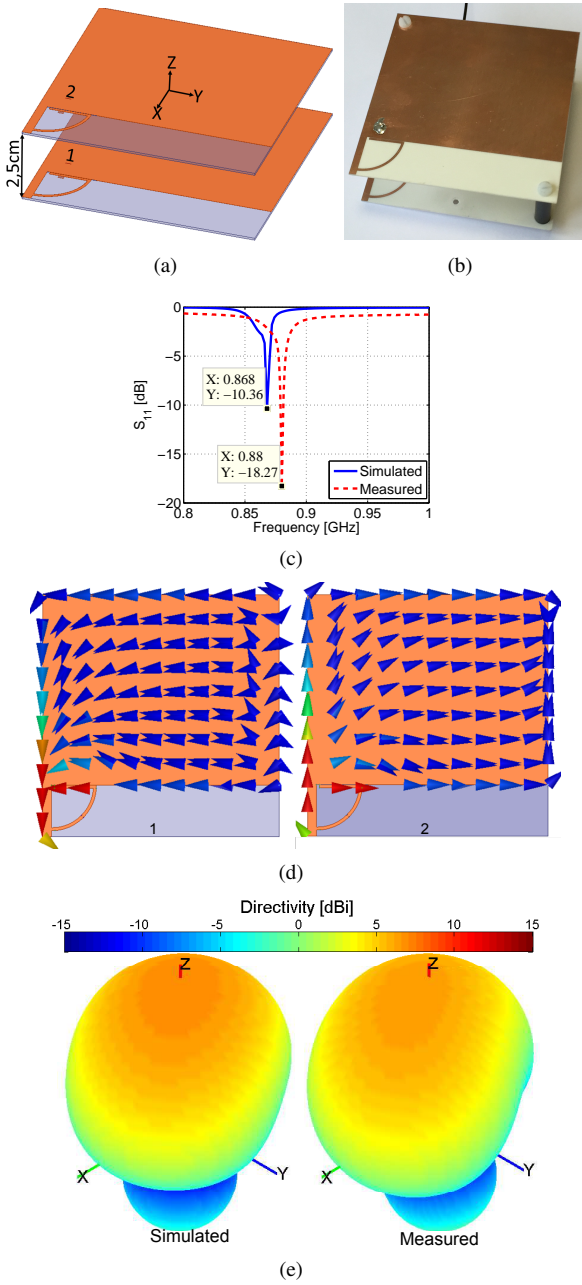 Z
Y
X
2
1
2,5cm
(a)
(b)
0
−5
−10
−15
−20
S11 [dB]
X: 0.868
Y: −10.36
X: 0.88
Y: −18.27
Simulated
Measured
0.8
0.85
0.9
0.95
1
Frequency [GHz]
(c)
1
2
(d)
Directivity [dBi]
-15
-10
-5
0
5
10
15
Z
X
Y
Simulated
Z
X
Y
Measured
(e)